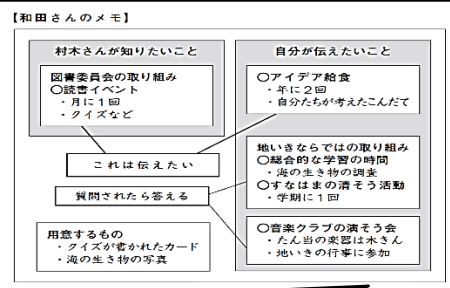 【和田さんのメモ】
村木さんが知りたいこと
図書委員会の取り組み
〇読書イベント
・月に1回
・クイズなど
自分が伝えたいこと
〇アイデア給食
・年に2回
・自分たちが考えたこんだて
これは伝えたい
質問されたら答える
地いきならではの取り組み
〇総合的な学習の時間
・海の生き物の調査
〇すなはまの清そう活動
・学期に1回
〇音楽クラブの演そう会
・たん当の楽器は木きん
・地いきの行事に参加
用意するもの
・クイズが書かれたカード
・海の生き物の写真